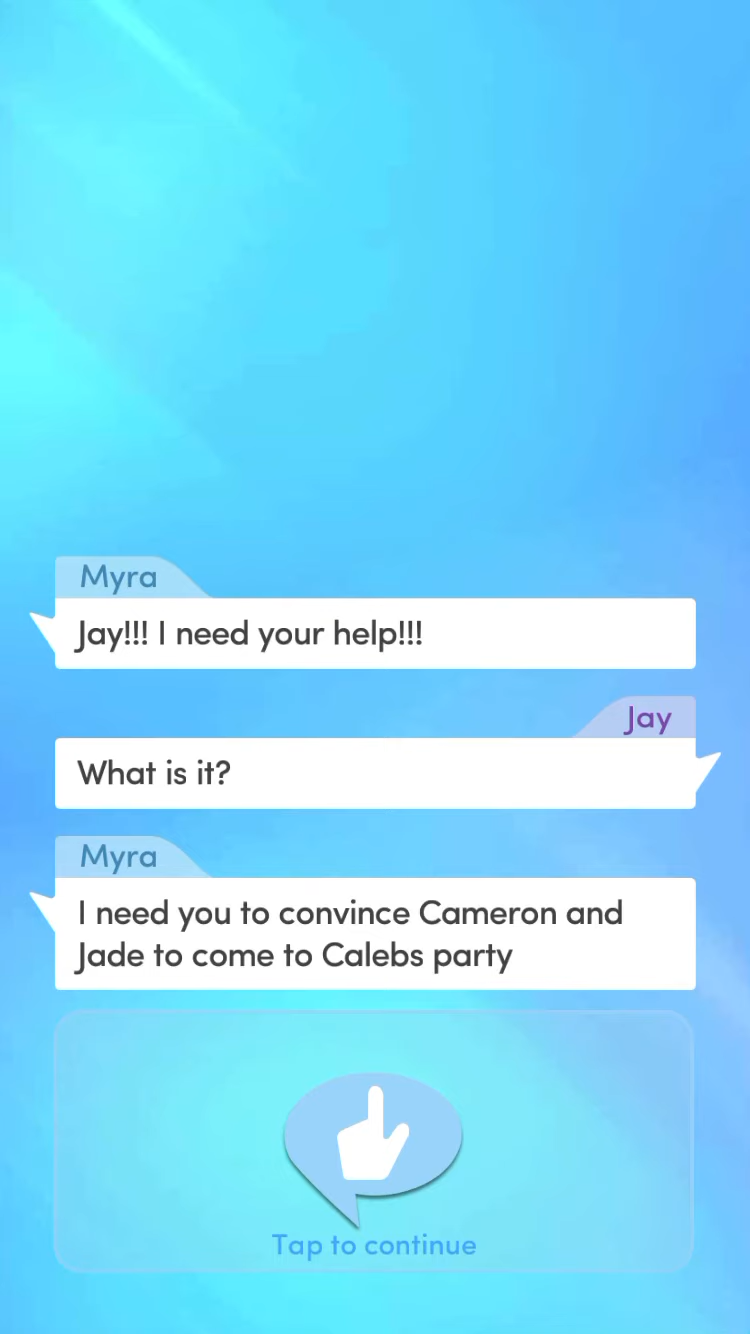 Myra
Jay!!! I need your help!!!
Jay
What is it?
Myra
I need you to convince Cameron and
Jade to come to Calebs party
Tap to continue